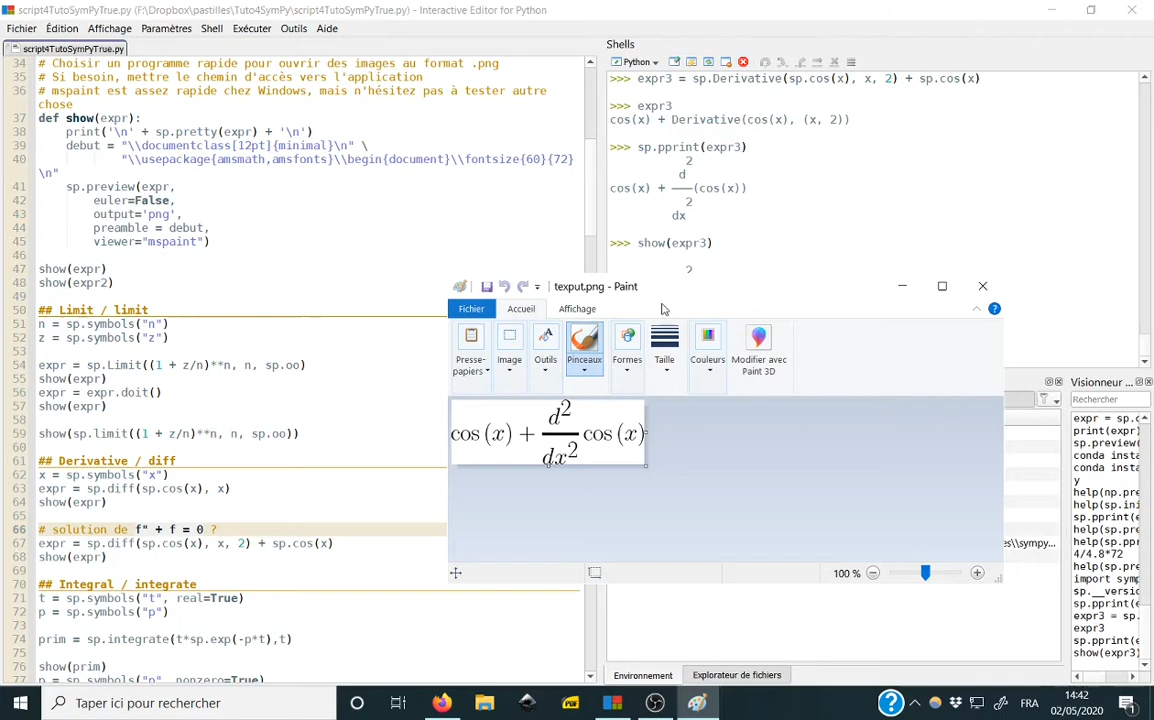 script4TutoSymPyTrue.py (F:\Dropbox\pastilles\Tuto4SymPy\script4TutoSymPyTrue.py) - Interactive Editor for Python
Fichier Édition Affichage Paramètres Shell Exécuter Outils Aide
script4TutoSymPyTrue.py
34 # Choisir un programme rapide pour ouvrir des images au format .png
35 # Si besoin, mettre le chemin d'accès vers l'application
36 # mspaint est assez rapide chez Windows, mais n'hésitez pas à tester autre
chose
37 def show(expr):
38 print('\n' + sp.pretty(expr) + '\n')
39 debut = "\\documentclass[12pt]{minimal}\n" \
40 "\\usepackage{amsmath,amsfonts}\\begin{document}\\fontsize{60}{72}
\n"
41 sp.preview(expr,
42 euler=False,
43 output='png',
44 preamble = debut,
45 viewer="mspaint")
46
47 show(expr)
48 show(expr2)
49
50 ## Limit / limit
51 n = sp.symbols("n")
52 z = sp.symbols("z")
53
54 expr = sp.Limit((1 + z/n)**n, n, sp.oo)
55 show(expr)
56 expr = expr.doit()
57 show(expr)
58
59 show(sp.limit((1 + z/n)**n, n, sp.oo))
60
61 ## Derivative / diff
62 x = sp.symbols("x")
63 expr = sp.diff(sp.cos(x), x)
64 show(expr)
65
66 # solution de f" + f = 0 ?
67 expr = sp.diff(sp.cos(x), x, 2) + sp.cos(x)
68 show(expr)
69
70 ## Integral / integrate
71 t = sp.symbols("t", real=True)
72 p = sp.symbols("p")
73
74 prim = sp.integrate(t*sp.exp(-p*t),t)
75
76 show(prim)
77 p = sp.symbols("p", nonzero=True)
Shells
Python
>>> expr3 = sp.Derivative(sp.cos(x), x, 2) + sp.cos(x)
>>> expr3
cos(x) + Derivative(cos(x), (x, 2))
>>> sp.pprint(expr3)
2
d
cos(x) + ───(cos(x))
2
dx
>>> show(expr3)
2
texput.png - Paint
Fichier Accueil Affichage
Presse-papiers Image Outils Pinceaux Formes Taille Couleurs Modifier avec Paint 3D
cos (x) + d²/dx² cos (x)
100 %
Visionneur ...
Rechercher
expr = sp.c
print(expr)
sp.preview(
conda insta
conda insta
y
help(np.pre
help(sp.ini
sp.pprint(e
help(sp.pre
help(sp.pp
4/4.8*72
help(sp.pre
import symp
sp.__versio
sp.pprint(e
expr3 = sp.
expr3
sp.pprint(e
show(expr3)
es\\sympy...
Environnement Explorateur de fichiers
Taper ici pour rechercher
FR
14:42
02/05/2020
1